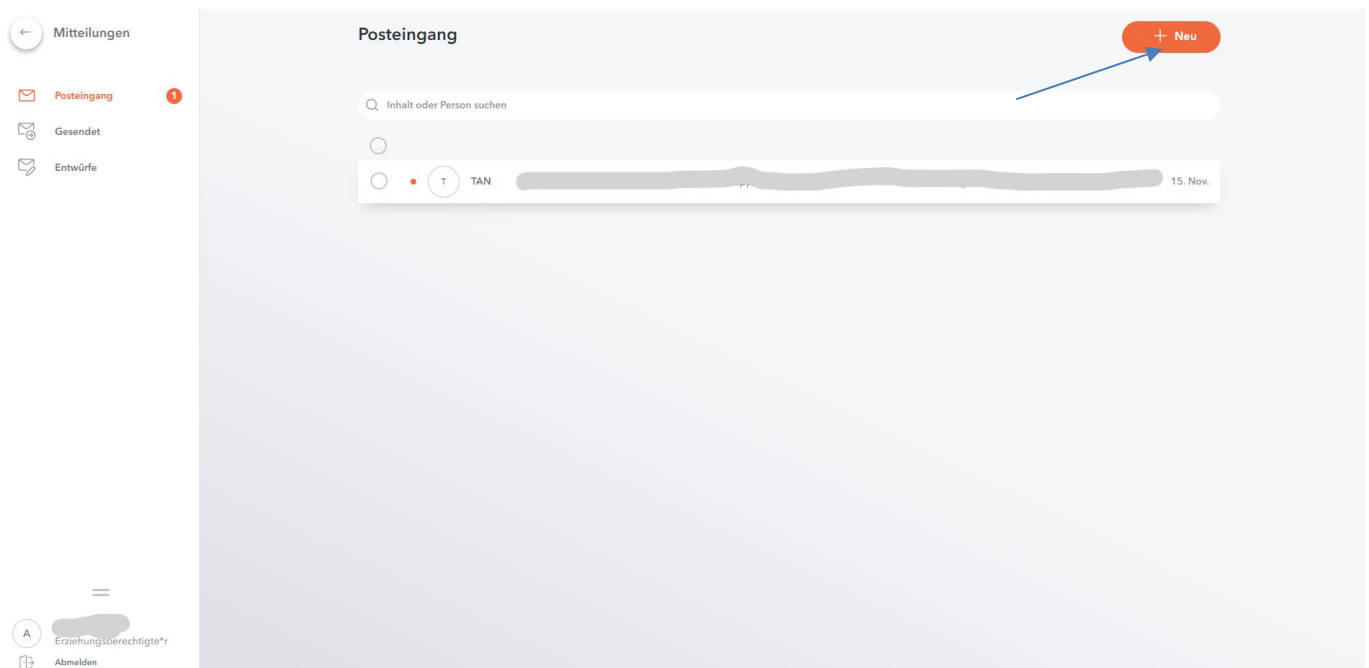 Mitteilungen
Posteingang 1
Gesendet
Entwürfe
A
Erziehungsberechtigte*r
Abmelden
Posteingang
+ Neu
Inhalt oder Person suchen
T TAN 15. Nov.